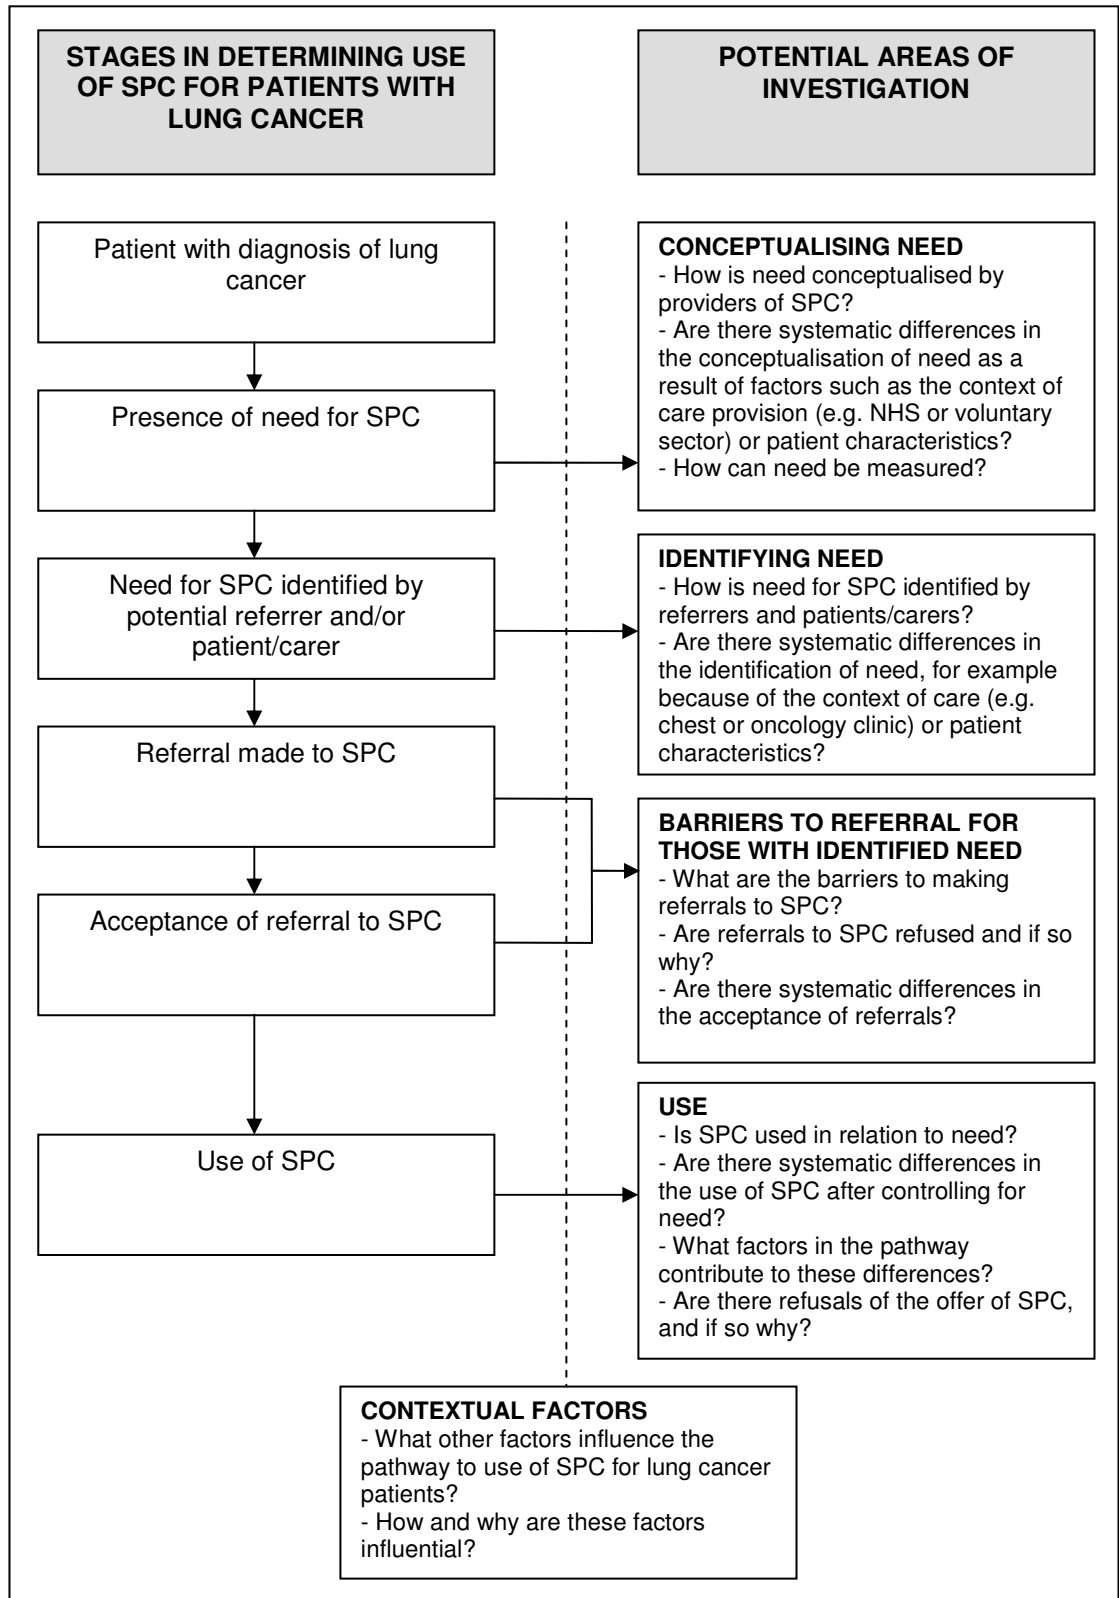 STAGES IN DETERMINING USE
OF SPC FOR PATIENTS WITH
LUNG CANCER
POTENTIAL AREAS OF
INVESTIGATION
Patient with diagnosis of lung
cancer
Presence of need for SPC
Need for SPC identified by
potential referrer and/or
patient/carer
Referral made to SPC
Acceptance of referral to SPC
Use of SPC
CONCEPTUALISING NEED
- How is need conceptualised by
providers of SPC?
- Are there systematic differences in
the conceptualisation of need as a
result of factors such as the context of
care provision (e.g. NHS or voluntary
sector) or patient characteristics?
- How can need be measured?
IDENTIFYING NEED
- How is need for SPC identified by
referrers and patients/carers?
- Are there systematic differences in
the identification of need, for example
because of the context of care (e.g.
chest or oncology clinic) or patient
characteristics?
BARRIERS TO REFERRAL FOR
THOSE WITH IDENTIFIED NEED
- What are the barriers to making
referrals to SPC?
- Are referrals to SPC refused and if so
why?
- Are there systematic differences in
the acceptance of referrals?
USE
- Is SPC used in relation to need?
- Are there systematic differences in
the use of SPC after controlling for
need?
- What factors in the pathway
contribute to these differences?
- Are there refusals of the offer of SPC,
and if so why?
CONTEXTUAL FACTORS
- What other factors influence the
pathway to use of SPC for lung cancer
patients?
- How and why are these factors
influential?